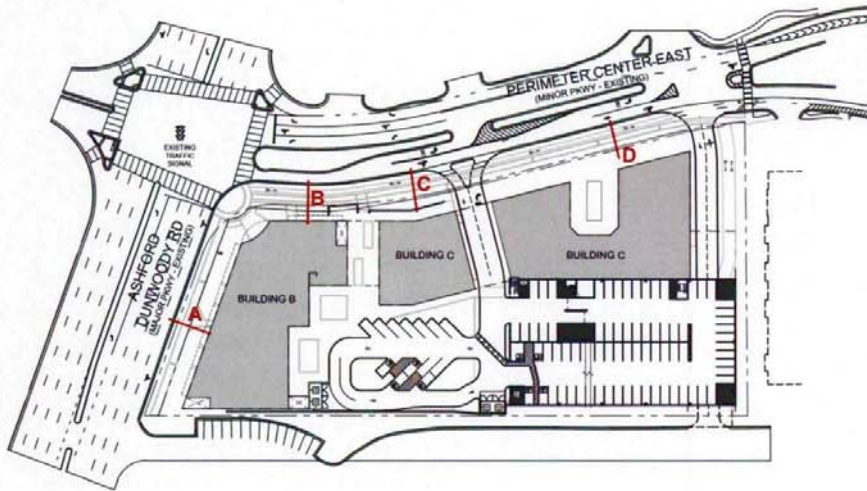 PERIMETER CENTER EAST
(MINOR PKWY - EXISTING)
EXISTING
TRAFFIC
SIGNAL
D
C
B
ASHFORD
DUNWOODY RD
(MAJOR PKWY - EXISTING)
A
BUILDING B
BUILDING C
BUILDING C